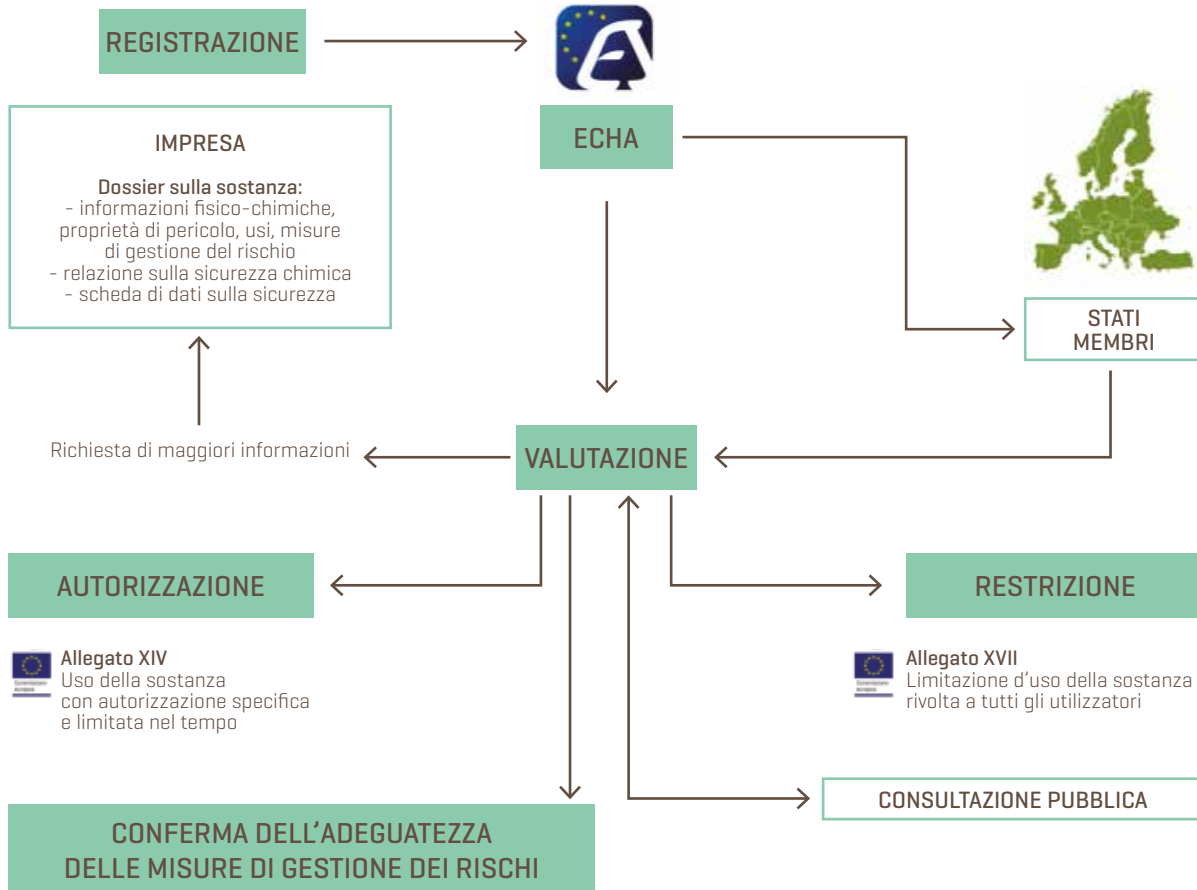 REGISTRAZIONE
ECHA
IMPRESA
Dossier sulla sostanza:
- informazioni fisico-chimiche,
proprietà di pericolo, usi, misure
di gestione del rischio
- relazione sulla sicurezza chimica
- scheda di dati sulla sicurezza
STATI
MEMBRI
Richiesta di maggiori informazioni
VALUTAZIONE
AUTORIZZAZIONE
RESTRIZIONE
Allegato XIV
Uso della sostanza
con autorizzazione specifica
e limitata nel tempo
Allegato XVII
Limitazione d'uso della sostanza
rivolta a tutti gli utilizzatori
CONSULTAZIONE PUBBLICA
CONFERMA DELL'ADEGUATEZZA
DELLE MISURE DI GESTIONE DEI RISCHI